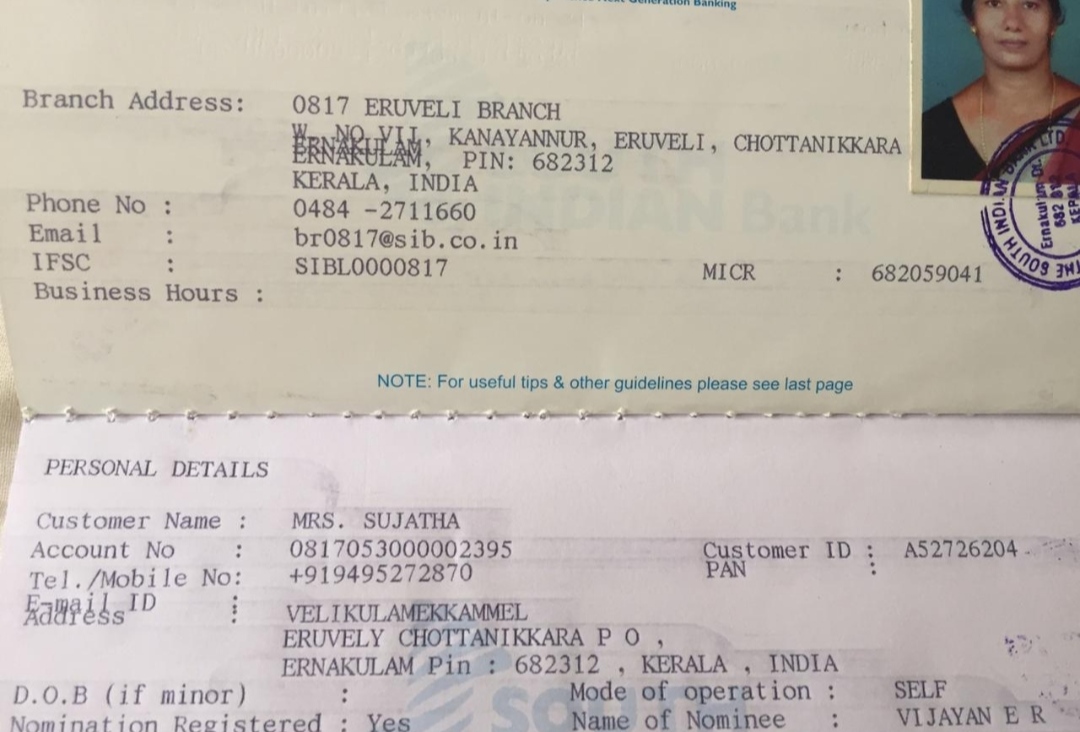 Next Generation Banking
Branch Address: 0817 ERUVELI BRANCH
W. NO VII, KANAYANNUR, ERUVELI, CHOTTANIKKARA
ERNAKULAM
ERNAKULAM, PIN: 682312
KERALA, INDIA
Phone No : 0484 -2711660
Email : br0817@sib.co.in
IFSC : SIBL0000817 MICR : 682059041
Business Hours :
THE SOUTH INDIAN BANK LTD
Ernakulam Dt.
682 312
KERALA
INDIAN Bank
NOTE: For useful tips & other guidelines please see last page
PERSONAL DETAILS
Customer Name : MRS. SUJATHA
Account No : 0817053000002395 Customer ID : A52726204
Tel./Mobile No: +919495272870 PAN :
E-mail ID :
Address : VELIKULAMEKKAMMEL
ERUVELY CHOTTANIKKARA P O ,
ERNAKULAM Pin : 682312 , KERALA , INDIA
D.O.B (if minor) : Mode of operation : SELF
Nomination Registered : Yes Name of Nominee : VIJAYAN E R
SOUTH